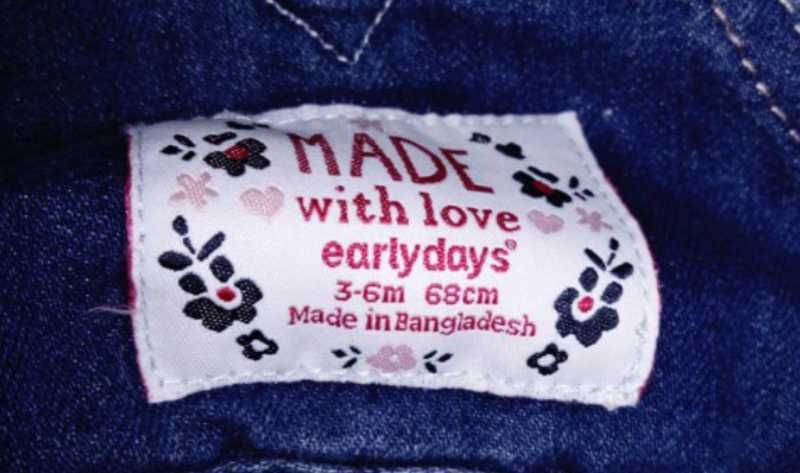 MADE
with love
earlydays®
3-6m 68cm
Made in Bangladesh